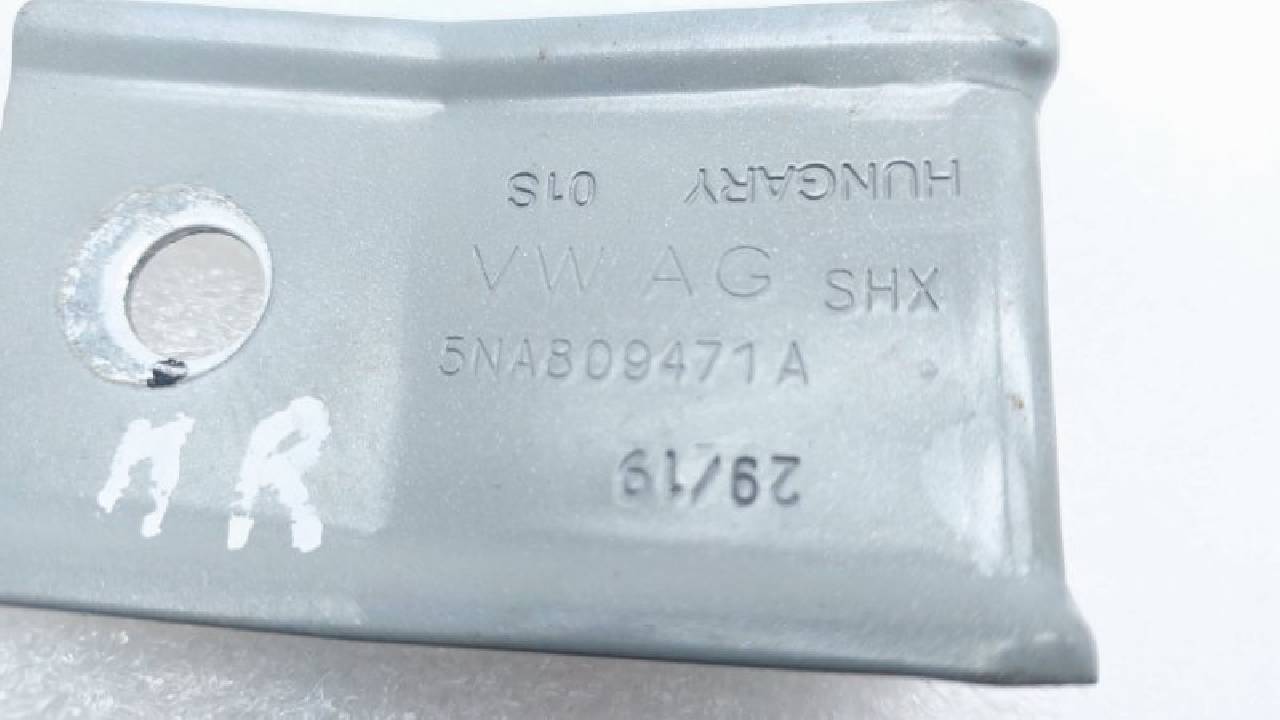 HUNGARY 01S
VW AG SHX
5NA809471A
29/19
MR